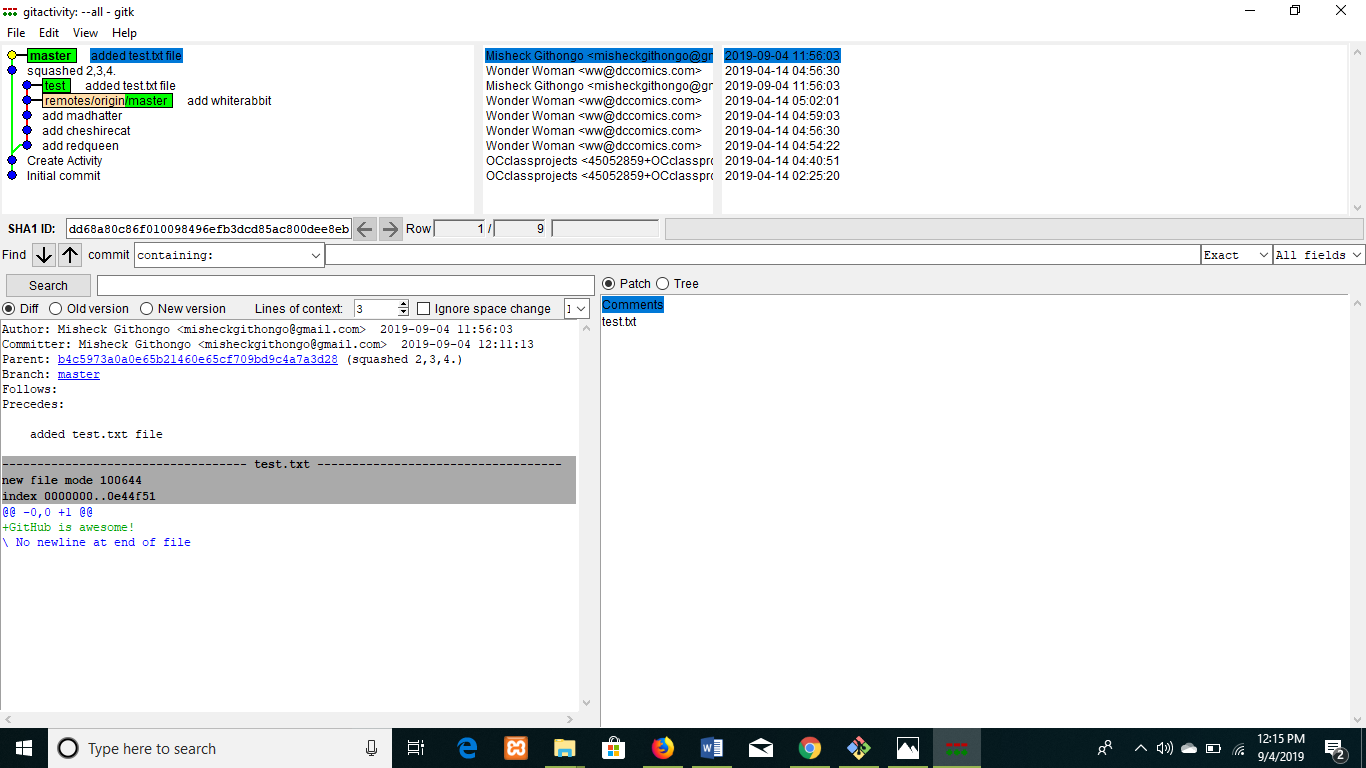 gitactivity: --all - gitk
File Edit View Help
master added test.txt file Misheck Githongo <misheckgithongo@gr 2019-09-04 11:56:03
squashed 2,3,4. Wonder Woman <ww@dccomics.com> 2019-04-14 04:56:30
test added test.txt file Misheck Githongo <misheckgithongo@gr 2019-09-04 11:56:03
remotes/origin/master add whiterabbit Wonder Woman <ww@dccomics.com> 2019-04-14 05:02:01
add madhatter Wonder Woman <ww@dccomics.com> 2019-04-14 04:59:03
add cheshirecat Wonder Woman <ww@dccomics.com> 2019-04-14 04:56:30
add redqueen Wonder Woman <ww@dccomics.com> 2019-04-14 04:54:22
Create Activity OCclassprojects <45052859+OCclasspro 2019-04-14 04:40:51
Initial commit OCclassprojects <45052859+OCclasspro 2019-04-14 02:25:20
SHA1 ID: dd68a80c86f010098496efb3dcd85ac800dee8eb Row 1 / 9
Find commit containing: Exact All fields
Search Patch Tree
Diff Old version New version Lines of context: 3 Ignore space change
Comments
test.txt
Author: Misheck Githongo <misheckgithongo@gmail.com> 2019-09-04 11:56:03
Committer: Misheck Githongo <misheckgithongo@gmail.com> 2019-09-04 12:11:13
Parent: b4c5973a0a0e65b21460e65cf709bd9c4a7a3d28 (squashed 2,3,4.)
Branch: master
Follows:
Precedes:
added test.txt file
----------------------------------- test.txt -----------------------------------
new file mode 100644
index 0000000..0e44f51
@@ -0,0 +1 @@
+GitHub is awesome!
\ No newline at end of file
Type here to search
12:15 PM
9/4/2019
2